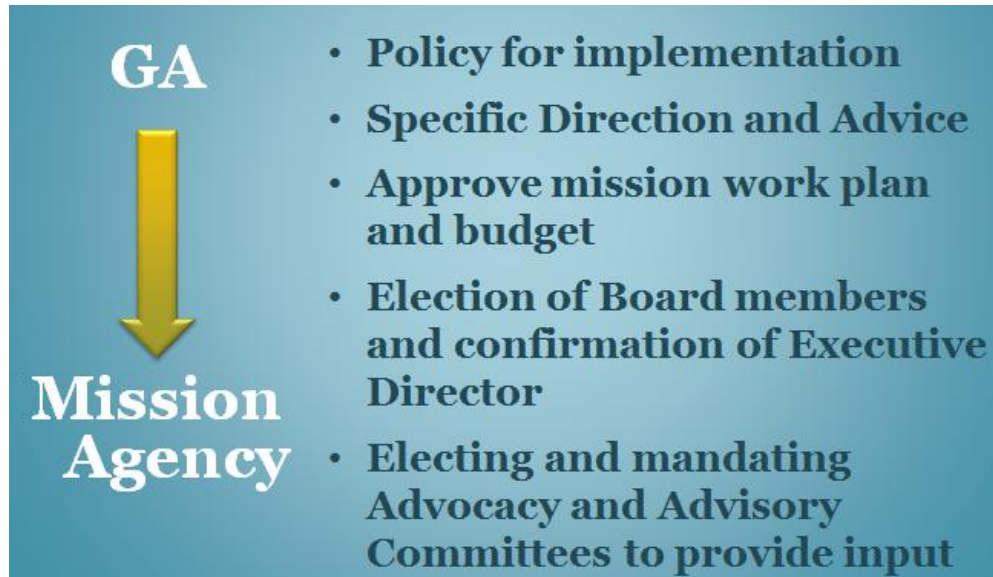 GA
Mission
Agency
• Policy for implementation
• Specific Direction and Advice
• Approve mission work plan
and budget
• Election of Board members
and confirmation of Executive
Director
• Electing and mandating
Advocacy and Advisory
Committees to provide input